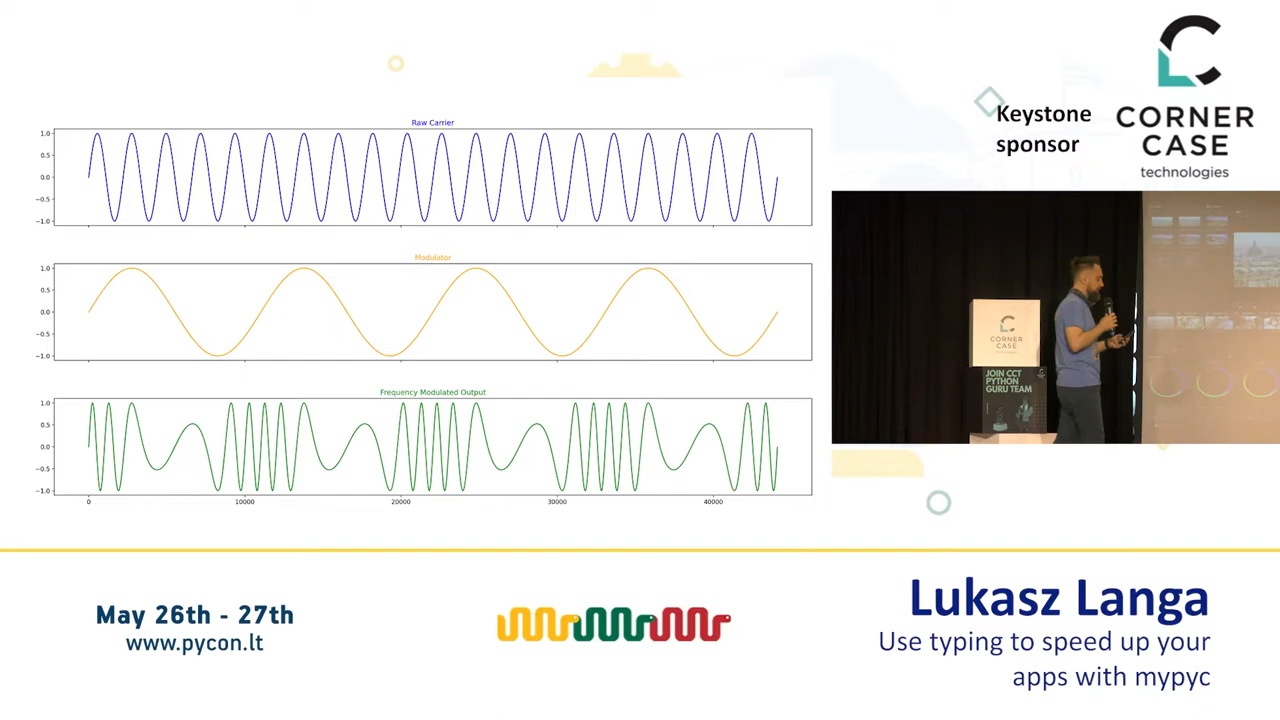 Raw Carrier
1.0
0.5
0.0
−0.5
−1.0
Modulator
1.0
0.5
0.0
−0.5
−1.0
Frequency Modulated Output
1.0
0.5
0.0
−0.5
−1.0
0
10000
20000
30000
40000
Keystone
sponsor
CORNER
CASE
technologies
CORNER
CASE
JOIN CCT
PYTHON
GURU TEAM
May 26th - 27th
www.pycon.lt
Lukasz Langa
Use typing to speed up your
apps with mypyc